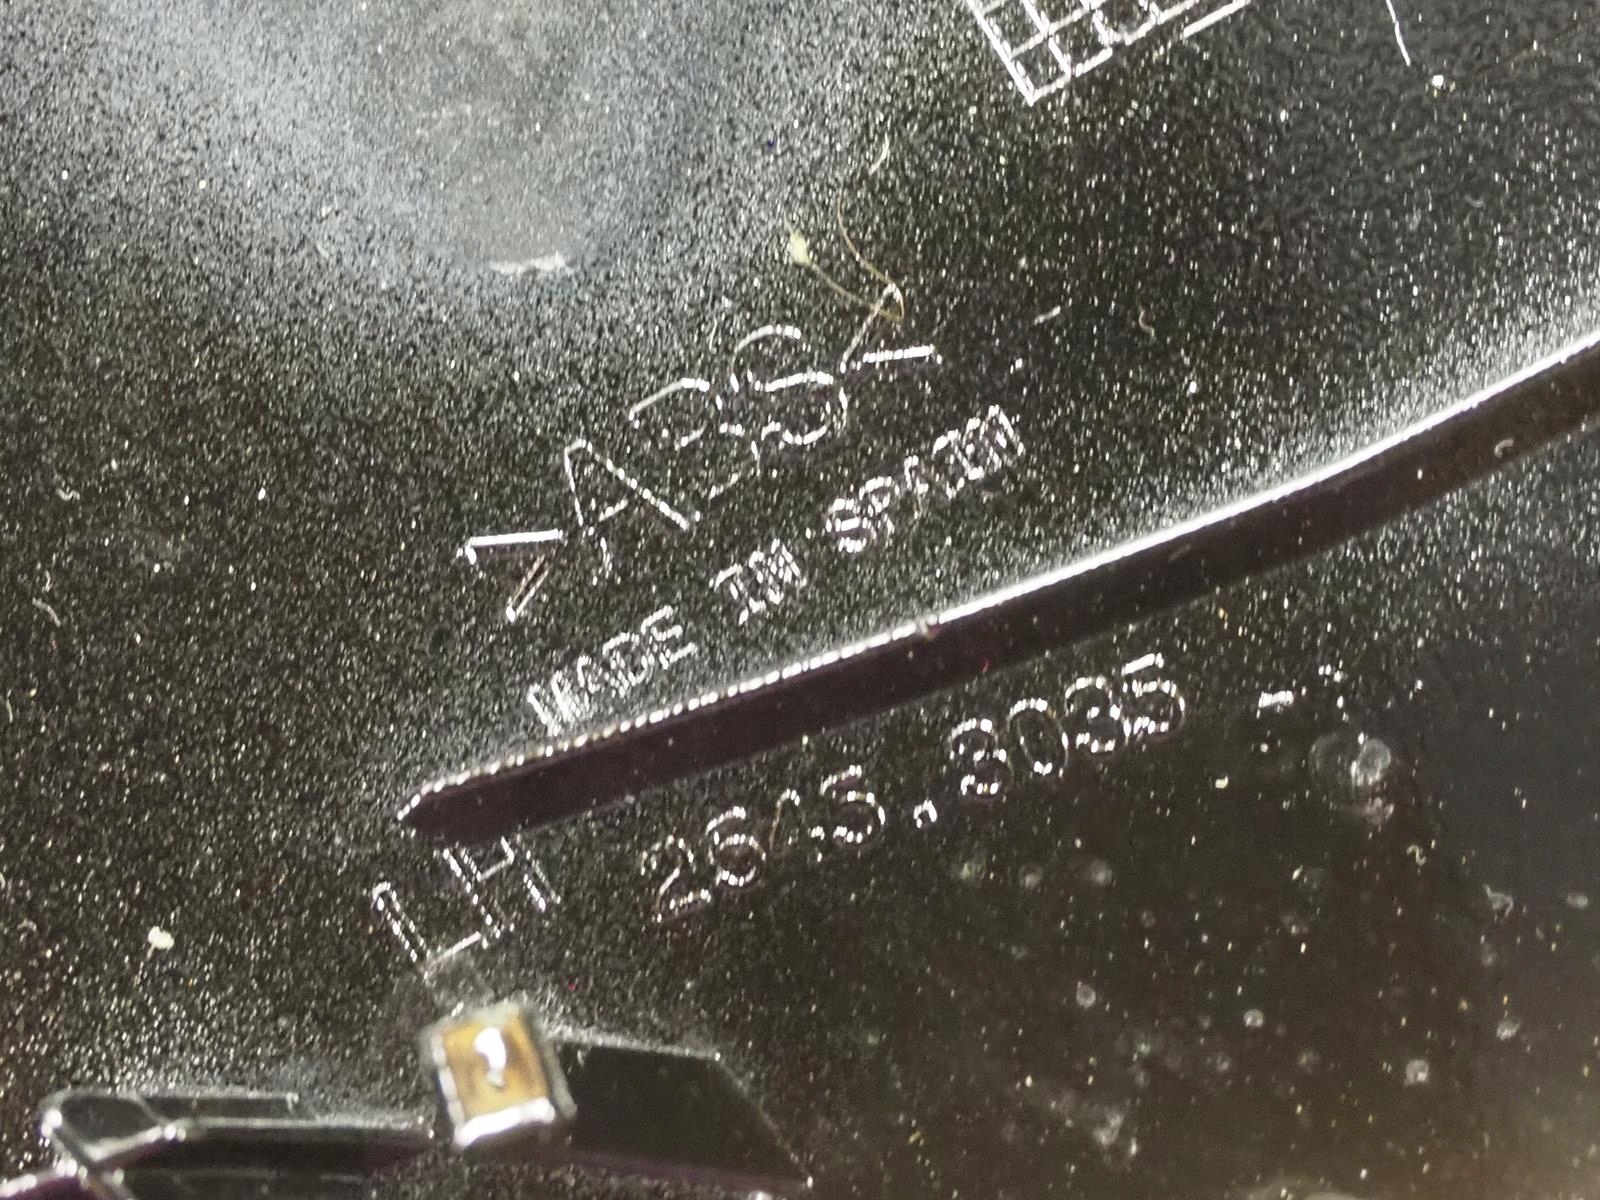 >ABS<
MADE IN SPAIN
LH 2645.3035